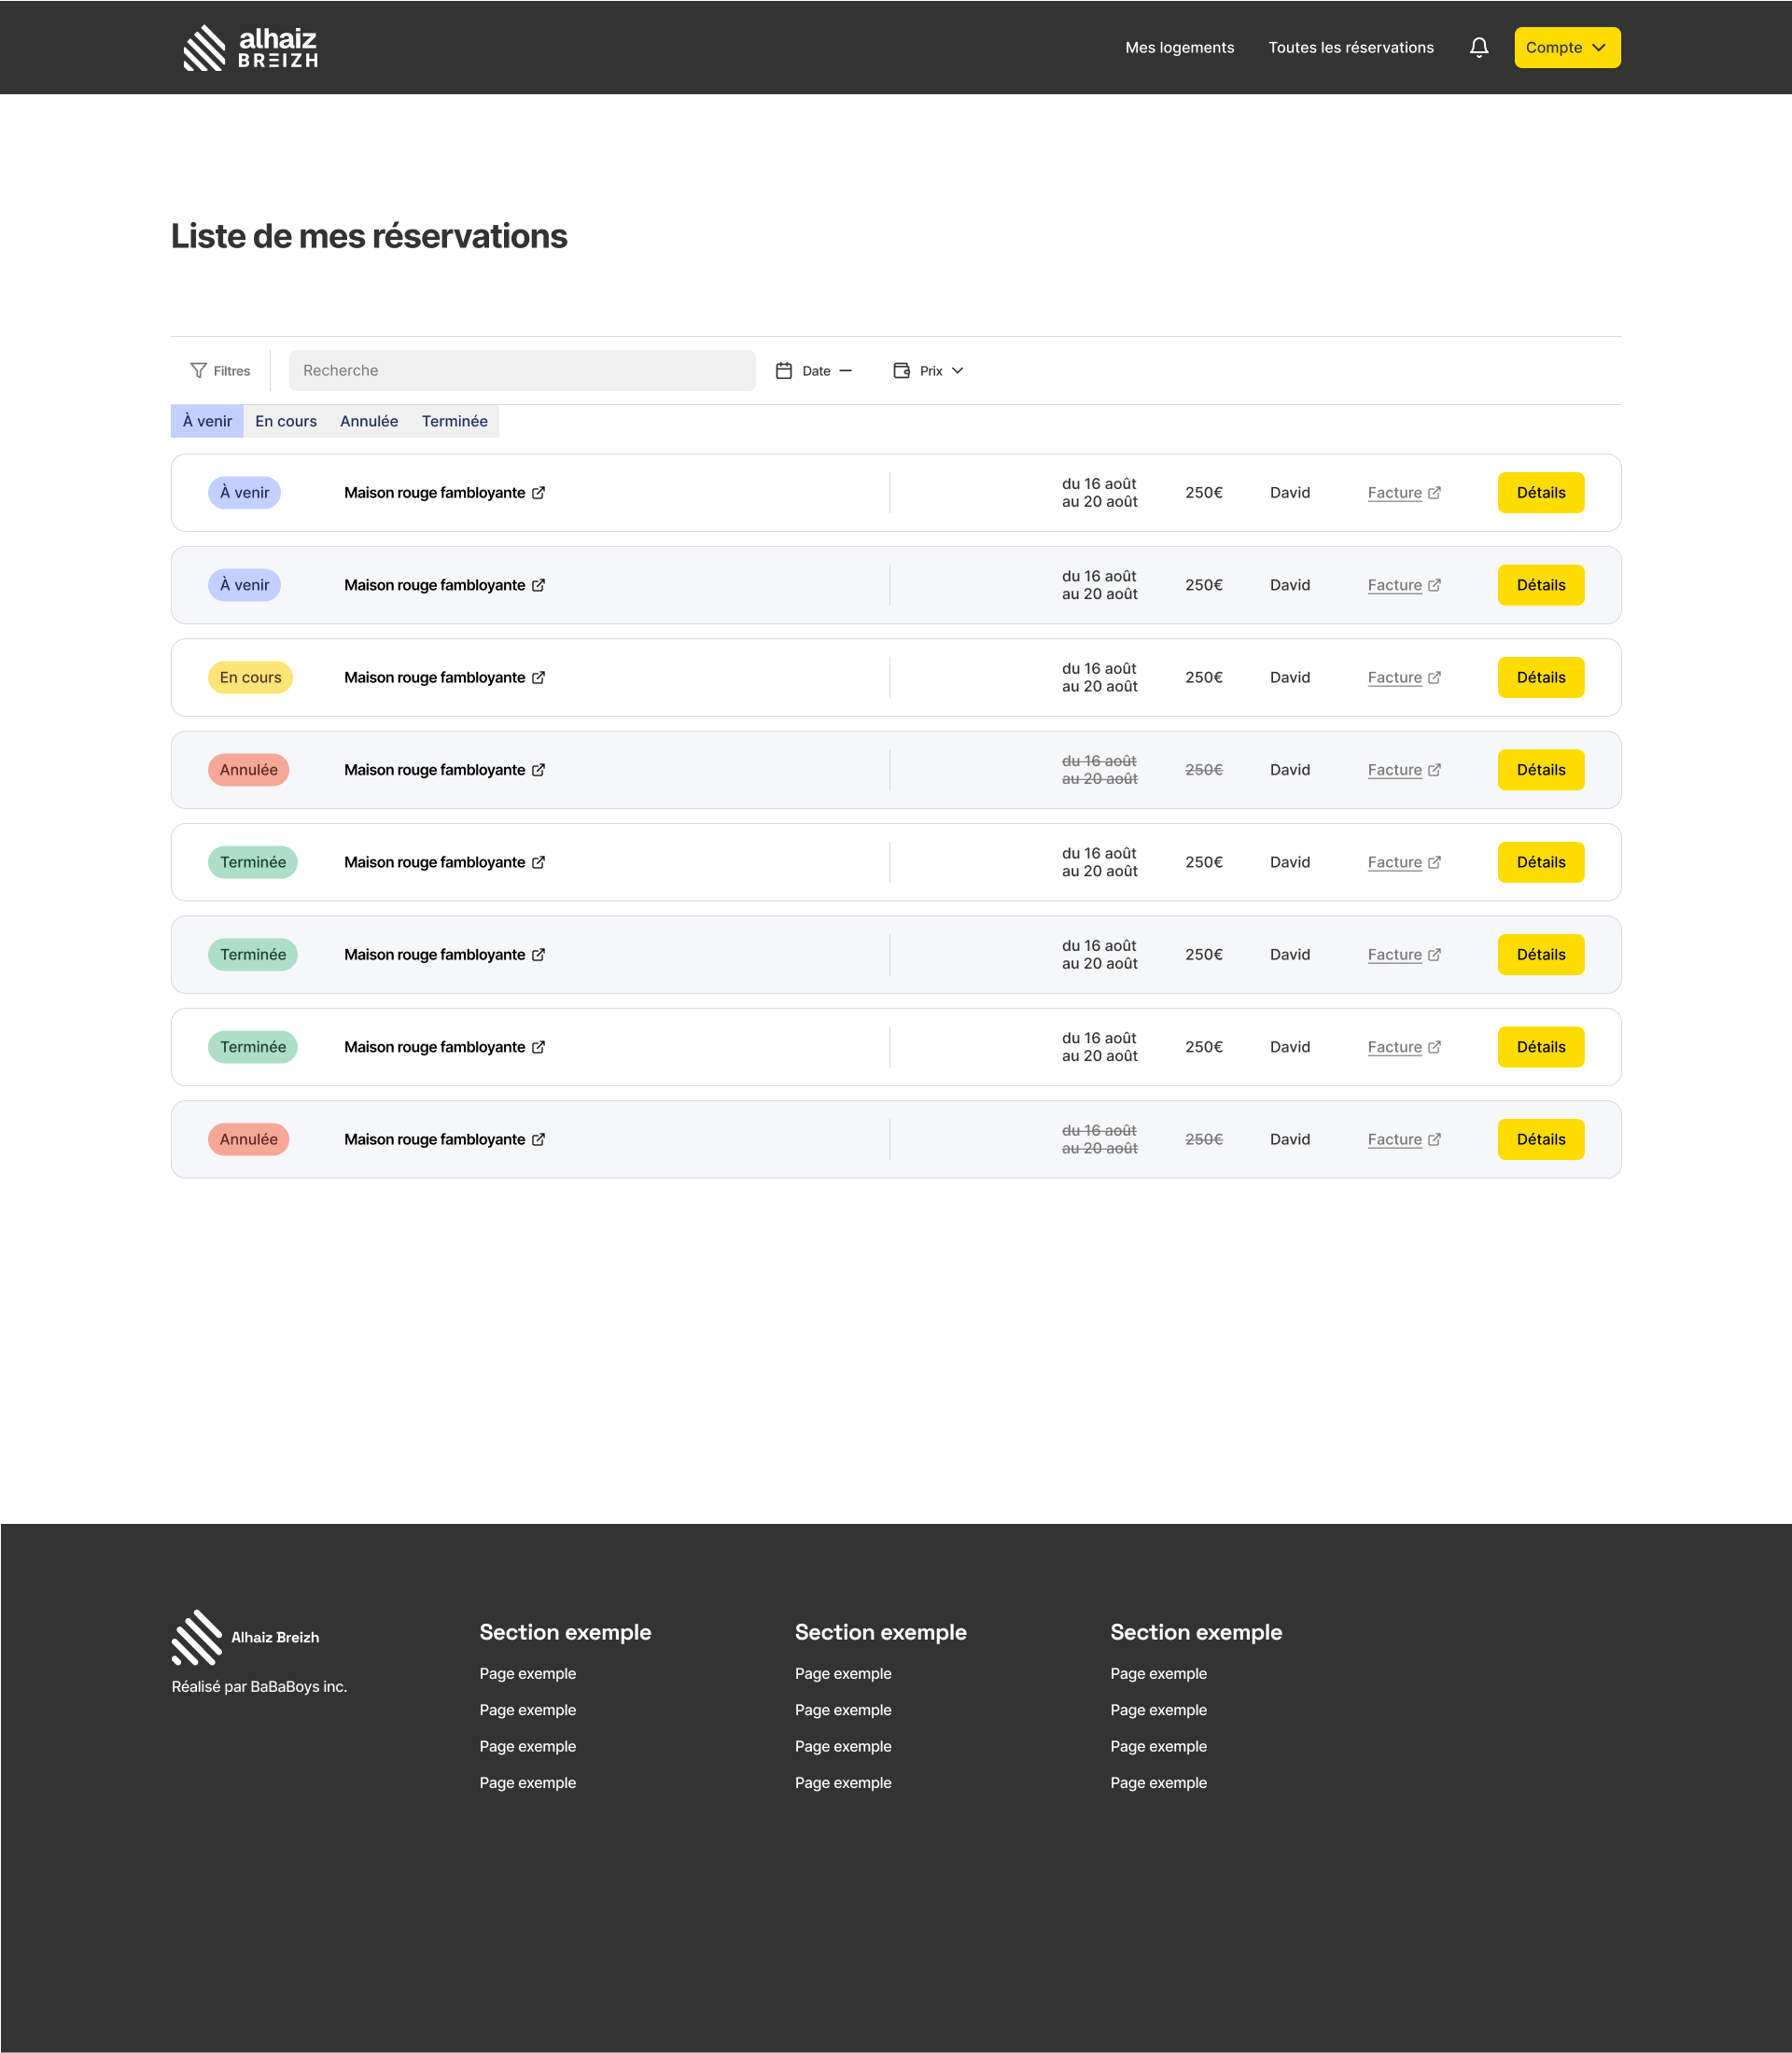 alhaiz
BREIZH
Mes logements
Toutes les réservations
Compte
Liste de mes réservations
Filtres
Recherche
Date
Prix
À venir
En cours
Annulée
Terminée
À venir
Maison rouge fambloyante
du 16 août
au 20 août
250€
David
Facture
Détails
À venir
Maison rouge fambloyante
du 16 août
au 20 août
250€
David
Facture
Détails
En cours
Maison rouge fambloyante
du 16 août
au 20 août
250€
David
Facture
Détails
Annulée
Maison rouge fambloyante
du 16 août
au 20 août
250€
David
Facture
Détails
Terminée
Maison rouge fambloyante
du 16 août
au 20 août
250€
David
Facture
Détails
Terminée
Maison rouge fambloyante
du 16 août
au 20 août
250€
David
Facture
Détails
Terminée
Maison rouge fambloyante
du 16 août
au 20 août
250€
David
Facture
Détails
Annulée
Maison rouge fambloyante
du 16 août
au 20 août
250€
David
Facture
Détails
Alhaiz Breizh
Réalisé par BaBaBoys inc.
Section exemple
Page exemple
Page exemple
Page exemple
Page exemple
Section exemple
Page exemple
Page exemple
Page exemple
Page exemple
Section exemple
Page exemple
Page exemple
Page exemple
Page exemple